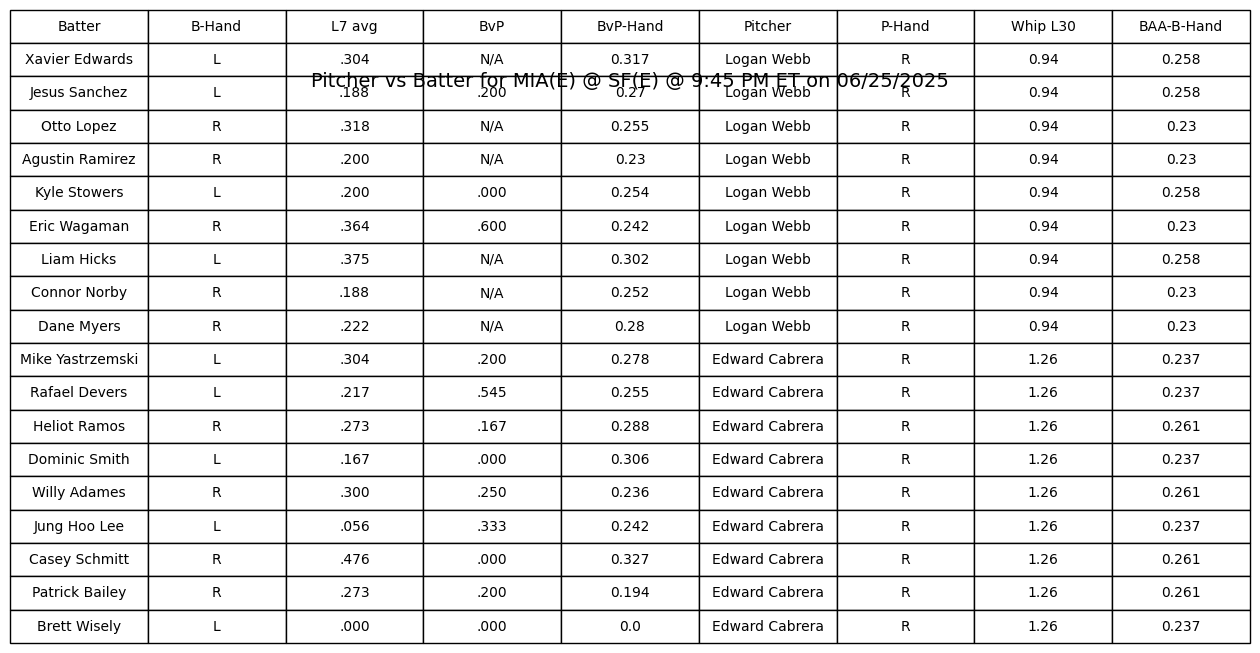 Batter B-Hand L7 avg BvP BvP-Hand Pitcher P-Hand Whip L30 BAA-B-Hand
Xavier Edwards L .304 N/A 0.317 Logan Webb R 0.94 0.258
Pitcher vs Batter for MIA(E) @ SF(E) @ 9:45 PM ET on 06/25/2025
Jesus Sanchez L .188 .200 0.27 Logan Webb R 0.94 0.258
Otto Lopez R .318 N/A 0.255 Logan Webb R 0.94 0.23
Agustin Ramirez R .200 N/A 0.23 Logan Webb R 0.94 0.23
Kyle Stowers L .200 .000 0.254 Logan Webb R 0.94 0.258
Eric Wagaman R .364 .600 0.242 Logan Webb R 0.94 0.23
Liam Hicks L .375 N/A 0.302 Logan Webb R 0.94 0.258
Connor Norby R .188 N/A 0.252 Logan Webb R 0.94 0.23
Dane Myers R .222 N/A 0.28 Logan Webb R 0.94 0.23
Mike Yastrzemski L .304 .200 0.278 Edward Cabrera R 1.26 0.237
Rafael Devers L .217 .545 0.255 Edward Cabrera R 1.26 0.237
Heliot Ramos R .273 .167 0.288 Edward Cabrera R 1.26 0.261
Dominic Smith L .167 .000 0.306 Edward Cabrera R 1.26 0.237
Willy Adames R .300 .250 0.236 Edward Cabrera R 1.26 0.261
Jung Hoo Lee L .056 .333 0.242 Edward Cabrera R 1.26 0.237
Casey Schmitt R .476 .000 0.327 Edward Cabrera R 1.26 0.261
Patrick Bailey R .273 .200 0.194 Edward Cabrera R 1.26 0.261
Brett Wisely L .000 .000 0.0 Edward Cabrera R 1.26 0.237